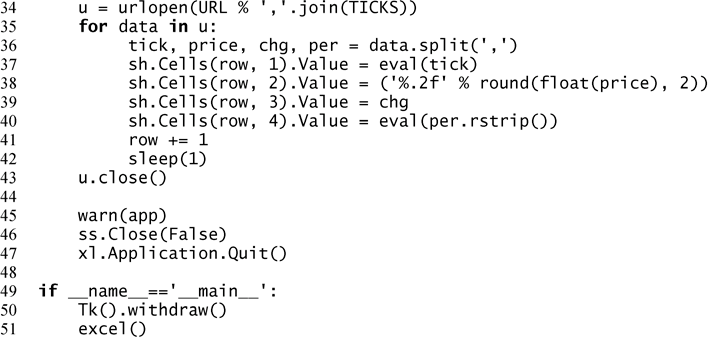 34 u = urlopen(URL % ','.join(TICKS))
35 for data in u:
36 tick, price, chg, per = data.split(',')
37 sh.Cells(row, 1).Value = eval(tick)
38 sh.Cells(row, 2).Value = ('%.2f' % round(float(price), 2))
39 sh.Cells(row, 3).Value = chg
40 sh.Cells(row, 4).Value = eval(per.rstrip())
41 row += 1
42 sleep(1)
43 u.close()
44
45 warn(app)
46 ss.Close(False)
47 xl.Application.Quit()
48
49 if __name__=='__main__':
50 Tk().withdraw()
51 excel()